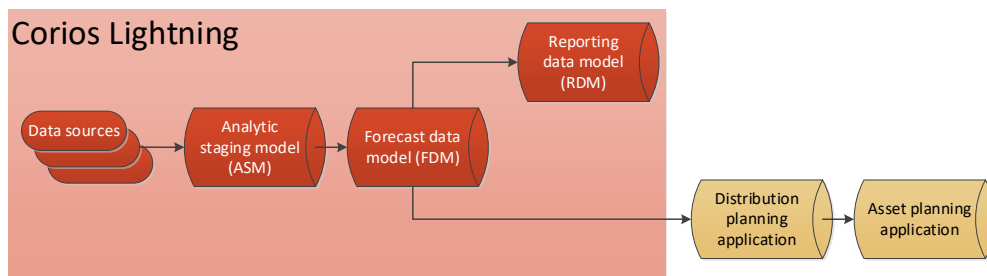 Corios Lightning
Data sources
Analytic
staging model
(ASM)
Forecast data
model (FDM)
Reporting
data model
(RDM)
Distribution
planning
application
Asset planning
application